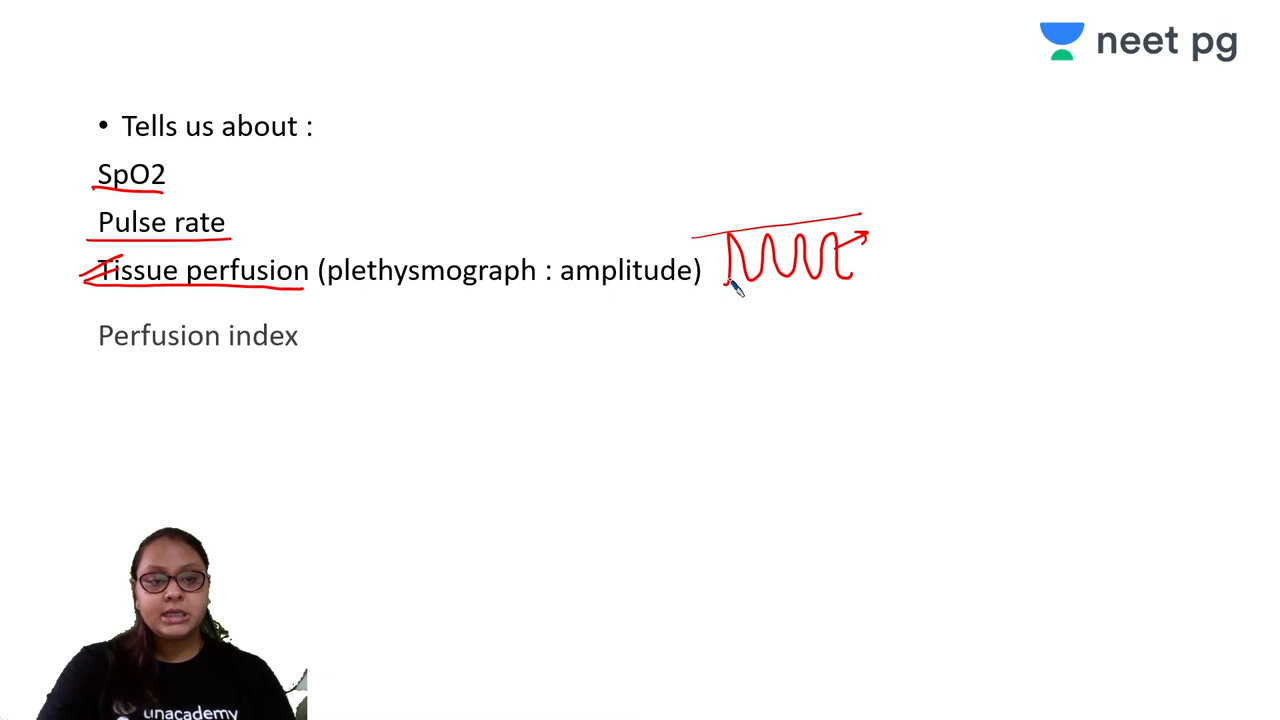 neet pg
• Tells us about :
SpO2
Pulse rate
Tissue perfusion (plethysmograph : amplitude)
Perfusion index
unacademy